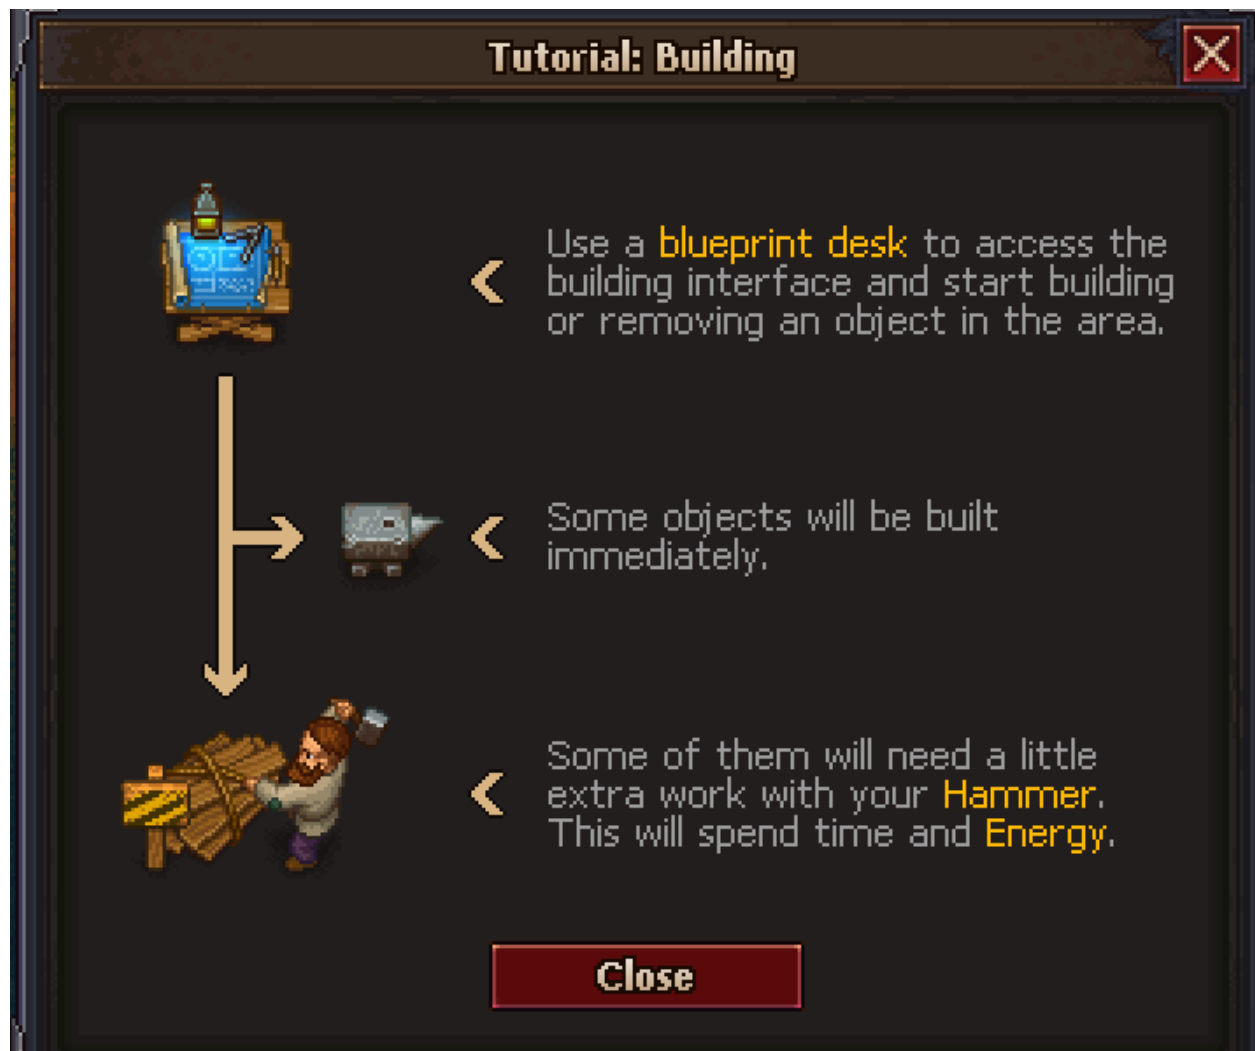 Tutorial: Building
Use a blueprint desk to access the
building interface and start building
or removing an object in the area.
Some objects will be built
immediately.
Some of them will need a little
extra work with your Hammer.
This will spend time and Energy.
Close